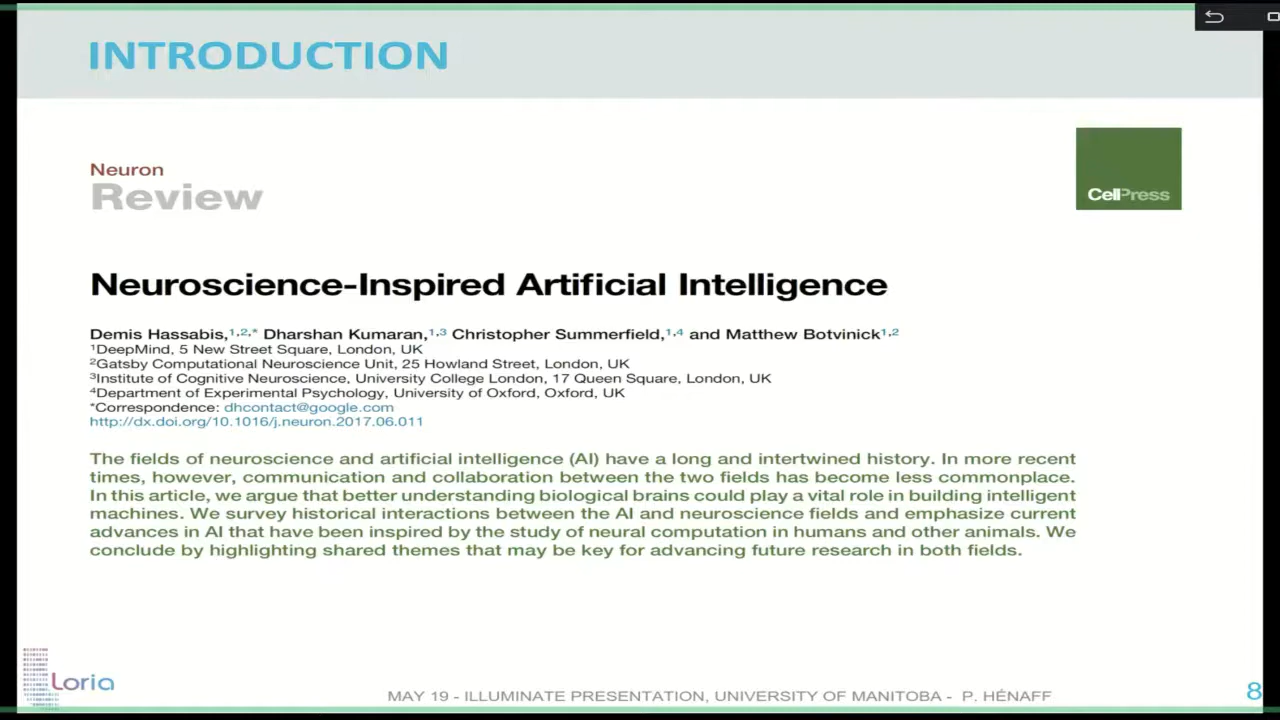 INTRODUCTION
Neuron
Review
CellPress
Neuroscience-Inspired Artificial Intelligence
Demis Hassabis,1,2,* Dharshan Kumaran,1,3 Christopher Summerfield,1,4 and Matthew Botvinick1,2
1DeepMind, 5 New Street Square, London, UK
2Gatsby Computational Neuroscience Unit, 25 Howland Street, London, UK
3Institute of Cognitive Neuroscience, University College London, 17 Queen Square, London, UK
4Department of Experimental Psychology, University of Oxford, Oxford, UK
*Correspondence: dhcontact@google.com
http://dx.doi.org/10.1016/j.neuron.2017.06.011
The fields of neuroscience and artificial intelligence (AI) have a long and intertwined history. In more recent
times, however, communication and collaboration between the two fields has become less commonplace.
In this article, we argue that better understanding biological brains could play a vital role in building intelligent
machines. We survey historical interactions between the AI and neuroscience fields and emphasize current
advances in AI that have been inspired by the study of neural computation in humans and other animals. We
conclude by highlighting shared themes that may be key for advancing future research in both fields.
Loria
MAY 19 - ILLUMINATE PRESENTATION, UNVERSITY OF MANITOBA - P. HÉNAFF
8